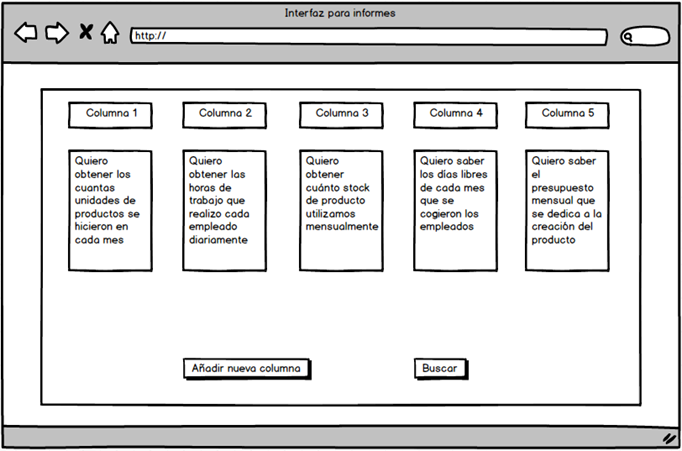 Interfaz para informes
http://
Columna 1
Columna 2
Columna 3
Columna 4
Columna 5
Quiero
obtener los
cuantas
unidades de
productos se
hicieron en
cada mes
Quiero
obtener las
horas de
trabajo que
realizo cada
empleado
diariamente
Quiero
obtener
cuánto stock
de producto
utilizamos
mensualmente
Quiero saber
los días libres
de cada mes
que se
cogieron los
empleados
Quiero saber
el
presupuesto
mensual que
se dedica a la
creación del
producto
Añadir nueva columna
Buscar